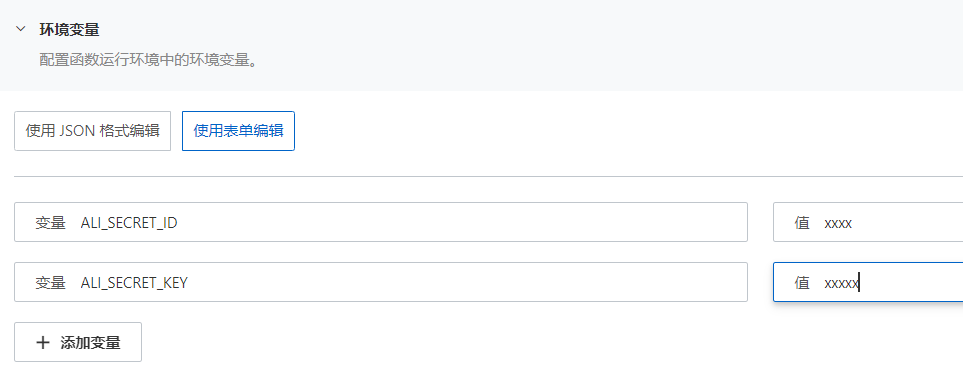 环境变量
配置函数运行环境中的环境变量。
使用 JSON 格式编辑 使用表单编辑
变量 ALI_SECRET_ID 值 xxxx
变量 ALI_SECRET_KEY 值 xxxxx
+ 添加变量